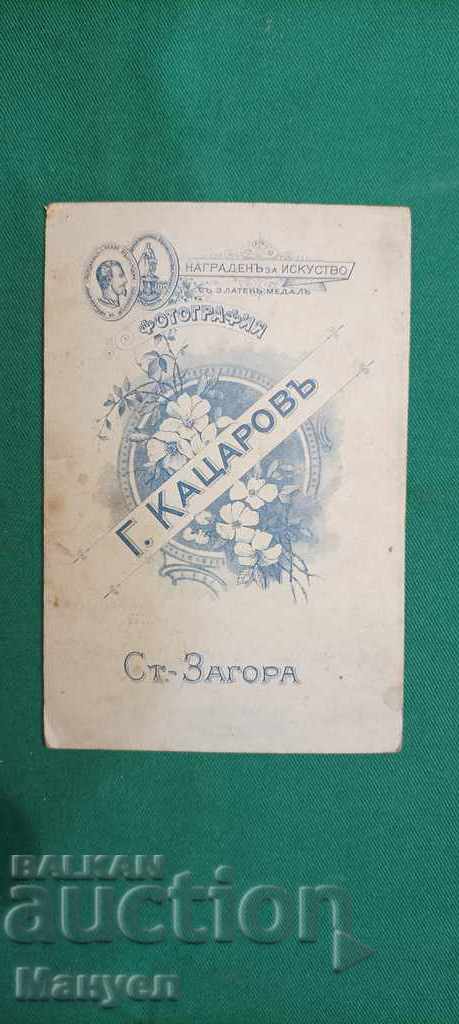 НАГРАДЕНЪ ЗА ИСКУСТВО
СЪ ЗЛАТЕНЪ МЕДАЛЪ
ФОТОГРАФИЯ
Г. КАЦАРОВЪ
СТ.-ЗАГОРА
BALKAN
auction
Мануел